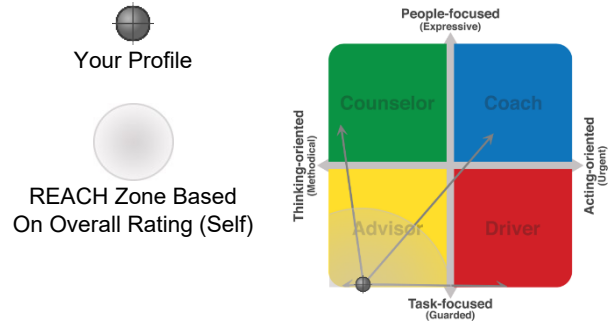 Your Profile
REACH Zone Based
On Overall Rating (Self)
People-focused
(Expressive)
Counselor
Coach
Thinking-oriented
(Methodical)
Acting-oriented
(Urgent)
Advisor
Driver
Task-focused
(Guarded)